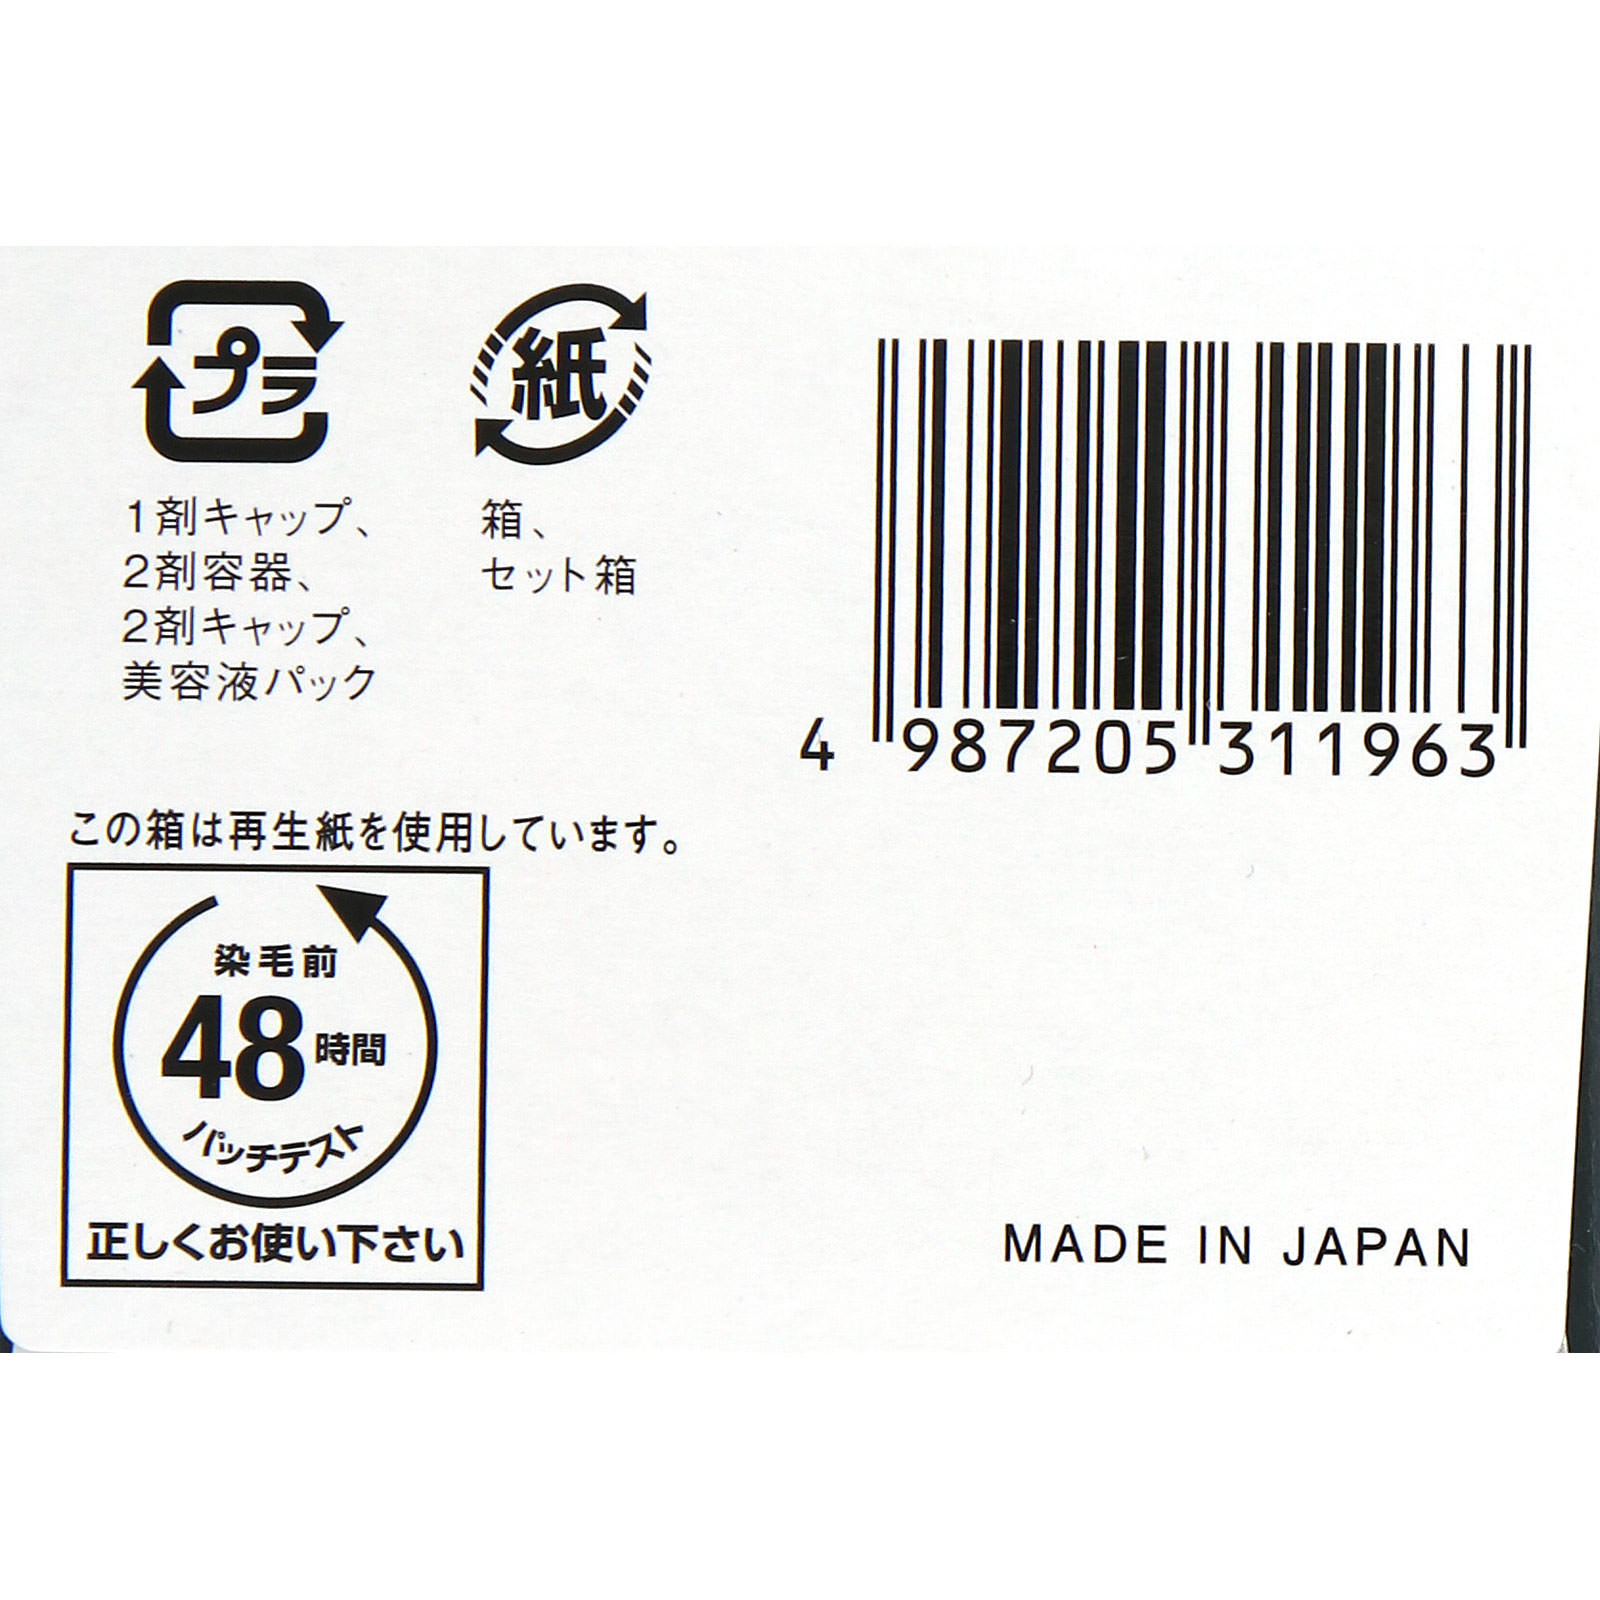 プラ
1剤キャップ、
2剤容器、
2剤キャップ、
美容液パック
紙
箱、
セット箱
4 987205 311963
この箱は再生紙を使用しています。
染毛前
48時間
パッチテスト
正しくお使い下さい
MADE IN JAPAN